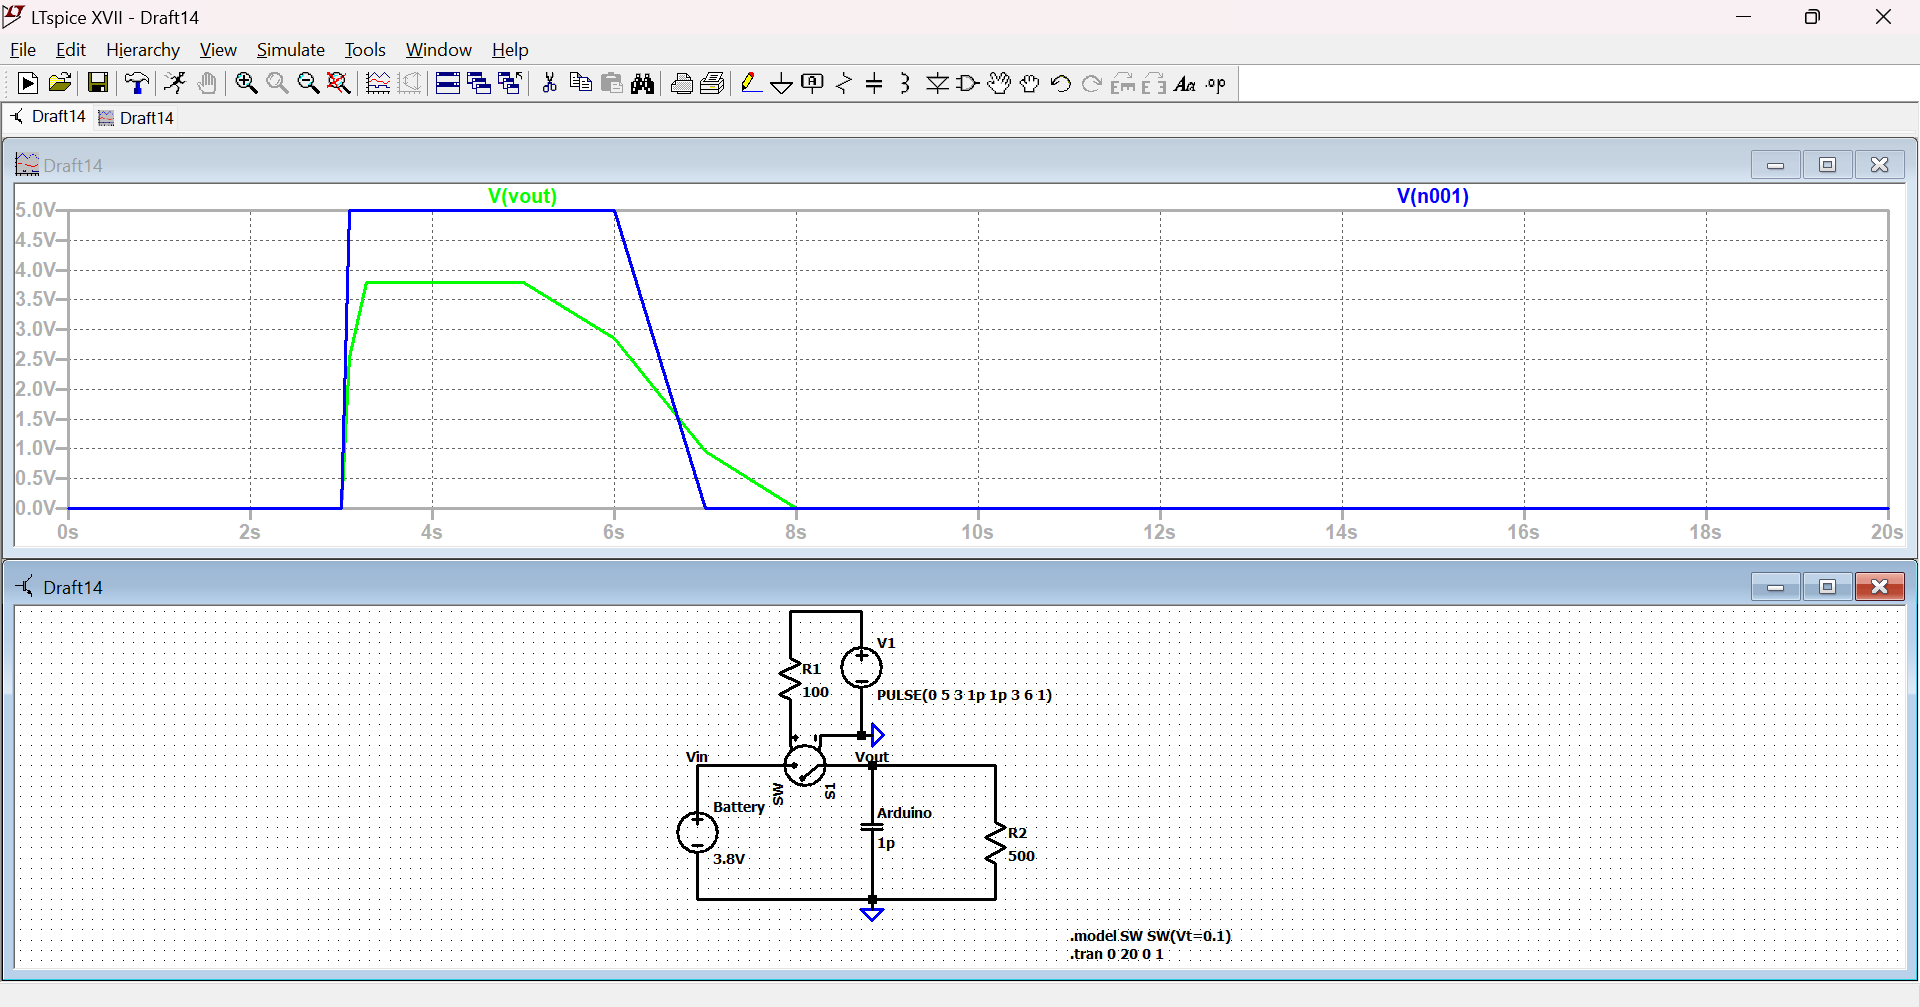 LTspice XVII - Draft14
File Edit Hierarchy View Simulate Tools Window Help
Aa .op
Draft14 Draft14
Draft14
V(vout) V(n001)
5.0V
4.5V
4.0V
3.5V
3.0V
2.5V
2.0V
1.5V
1.0V
0.5V
0.0V
0s 2s 4s 6s 8s 10s 12s 14s 16s 18s 20s
Draft14
V1
R1
100
PULSE(0 5 3 1p 1p 3 6 1)
Vin
Vout
SW
S1
Battery
3.8V
Arduino
1p
R2
500
.model SW SW(Vt=0.1)
.tran 0 20 0 1